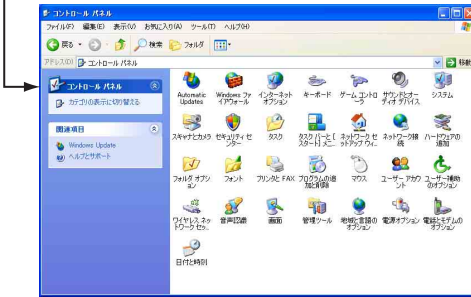 コントロール パネル
ファイル(F) 編集(E) 表示(V) お気に入り(A) ツール(T) ヘルプ(H)
戻る 検索 フォルダ
アドレス(D) コントロール パネル 移動
コントロール パネル
カテゴリの表示に切り替える
関連項目
Windows Update
ヘルプとサポート
Automatic Updates
Windows ファイアウォール
インターネット オプション
キーボード
ゲーム コントローラ
サウンドとオーディオ デバイス
システム
スキャナとカメラ
セキュリティ センター
タスク
タスク バーと [スタート] メニ...
ネットワーク セットアップ ウィ...
ネットワーク接続
ハードウェアの追加
フォルダ オプション
フォント
プリンタと FAX
プログラムの追加と削除
マウス
ユーザー アカウント
ユーザー補助のオプション
ワイヤレス ネットワーク セッ...
音声認識
画面
管理ツール
地域と言語のオプション
電源オプション
電話とモデムのオプション
日付と時刻